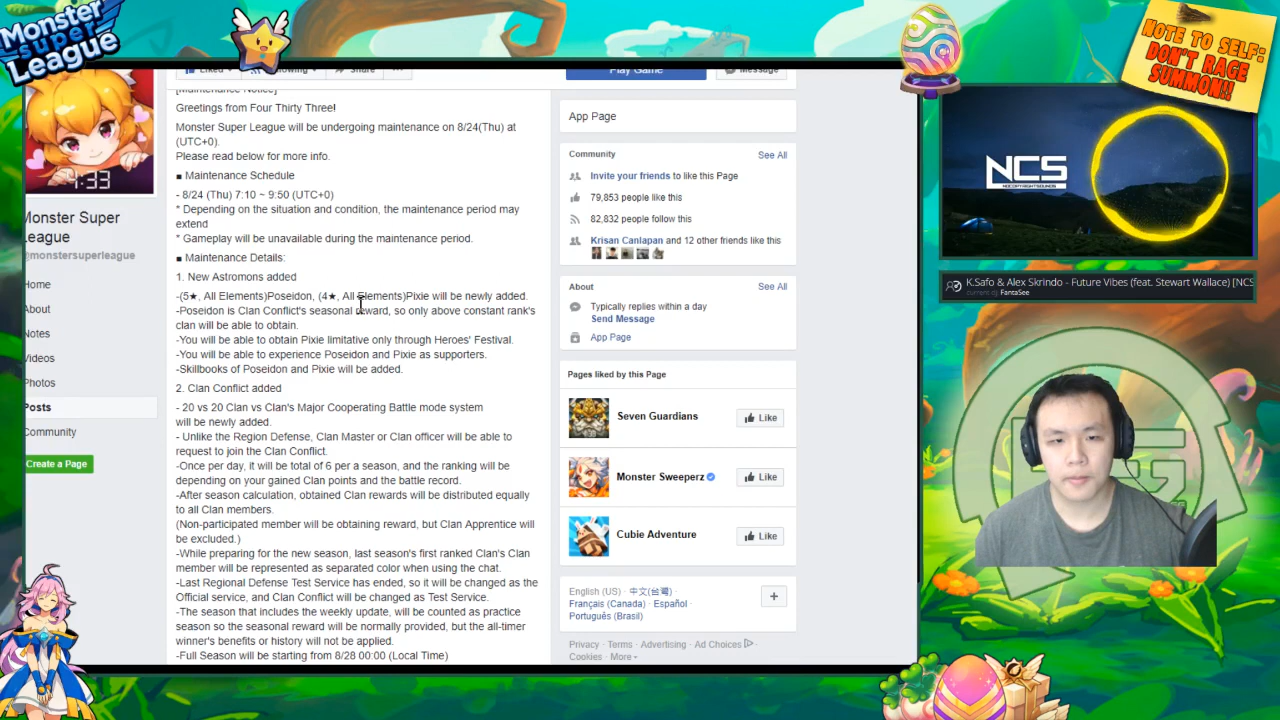 Monster
super
League
NOTE TO SELF:
DON'T RAGE
SUMMON!!
Liked
Following
Share
Play Game
Message
[Maintenance Notice]
Greetings from Four Thirty Three!
Monster Super League will be undergoing maintenance on 8/24(Thu) at
(UTC+0).
Please read below for more info.
■ Maintenance Schedule
- 8/24 (Thu) 7:10 ~ 9:50 (UTC+0)
* Depending on the situation and condition, the maintenance period may
extend
* Gameplay will be unavailable during the maintenance period.
■ Maintenance Details:
1. New Astromons added
-(5★, All Elements)Poseidon, (4★, All Elements)Pixie will be newly added.
-Poseidon is Clan Conflict's seasonal reward, so only above constant rank's
clan will be able to obtain.
-You will be able to obtain Pixie limitative only through Heroes' Festival.
-You will be able to experience Poseidon and Pixie as supporters.
-Skillbooks of Poseidon and Pixie will be added.
2. Clan Conflict added
- 20 vs 20 Clan vs Clan's Major Cooperating Battle mode system
will be newly added.
- Unlike the Region Defense, Clan Master or Clan officer will be able to
request to join the Clan Conflict.
-Once per day, it will be total of 6 per a season, and the ranking will be
depending on your gained Clan points and the battle record.
-After season calculation, obtained Clan rewards will be distributed equally
to all Clan members.
(Non-participated member will be obtaining reward, but Clan Apprentice will
be excluded.)
-While preparing for the new season, last season's first ranked Clan's Clan
member will be represented as separated color when using the chat.
-Last Regional Defense Test Service has ended, so it will be changed as the
Official service, and Clan Conflict will be changed as Test Service.
-The season that includes the weekly update, will be counted as practice
season so the seasonal reward will be normally provided, but the all-timer
winner's benefits or history will not be applied.
-Full Season will be starting from 8/28 00:00 (Local Time)
4:33
Monster Super
League
@monstersuperleague
Home
About
Notes
Videos
Photos
Posts
Community
Create a Page
App Page
Community
See All
Invite your friends to like this Page
79,853 people like this
82,832 people follow this
Krisan Canlapan and 12 other friends like this
About
See All
Typically replies within a day
Send Message
App Page
Pages liked by this Page
Seven Guardians
Like
Monster Sweeperz
Like
Cubie Adventure
Like
English (US) · 中文(台灣) ·
Français (Canada) · Español ·
Português (Brasil)
Privacy · Terms · Advertising · Ad Choices ·
Cookies · More
NCS
NOCOPYRIGHTSOUNDS
K.Safo & Alex Skrindo - Future Vibes (feat. Stewart Wallace) [NCS
current dj FantaSee